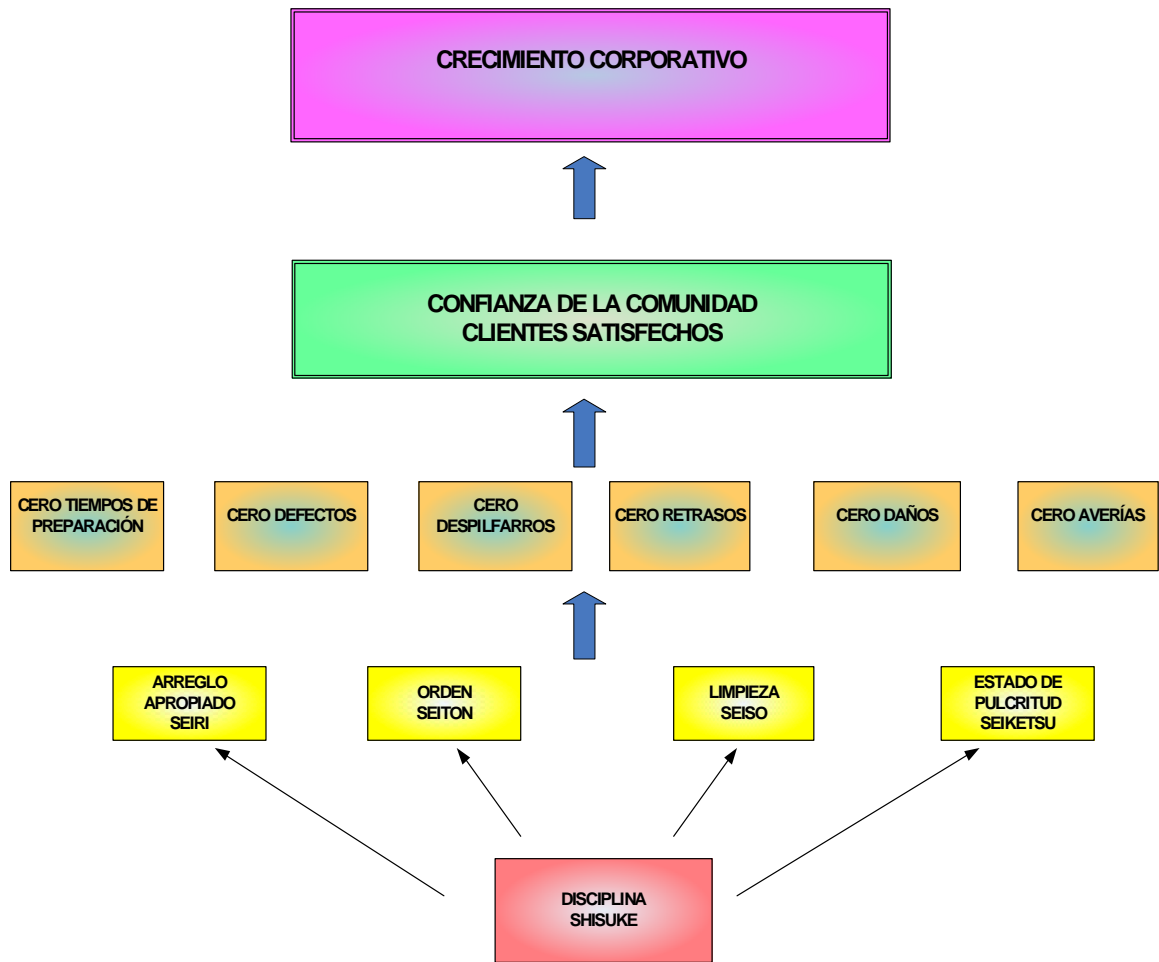 CRECIMIENTO CORPORATIVO
CONFIANZA DE LA COMUNIDAD
CLIENTES SATISFECHOS
CERO TIEMPOS DE
PREPARACIÓN
CERO DEFECTOS
CERO
DESPILFARROS
CERO RETRASOS
CERO DAÑOS
CERO AVERÍAS
ARREGLO
APROPIADO
SEIRI
ORDEN
SEITON
LIMPIEZA
SEISO
ESTADO DE
PULCRITUD
SEIKETSU
DISCIPLINA
SHISUKE